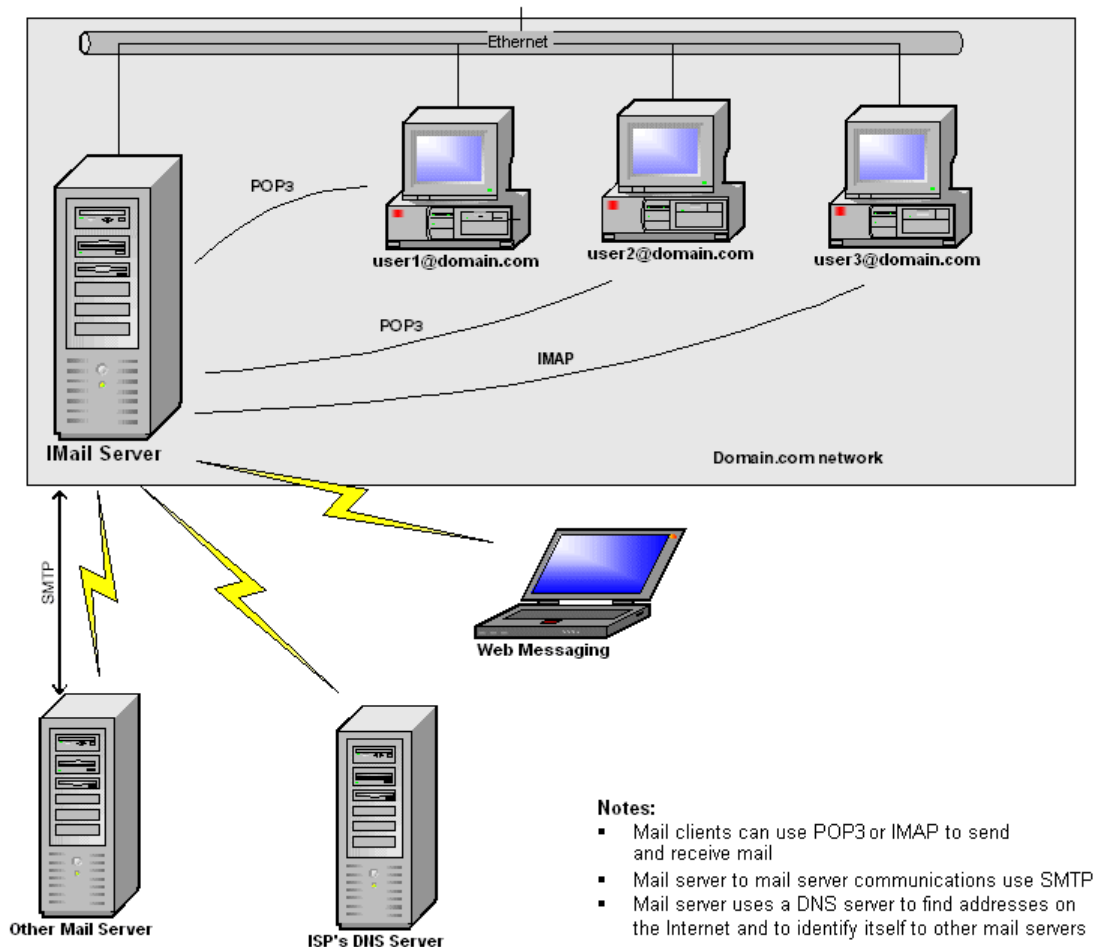 Ethernet
POP3
user1@domain.com
user2@domain.com
user3@domain.com
POP3
IMAP
IMail Server
Domain.com network
SMTP
Web Messaging
Other Mail Server
ISP's DNS Server
Notes:
▪ Mail clients can use POP3 or IMAP to send
and receive mail
▪ Mail server to mail server communications use SMTP
▪ Mail server uses a DNS server to find addresses on
the Internet and to identify itself to other mail servers